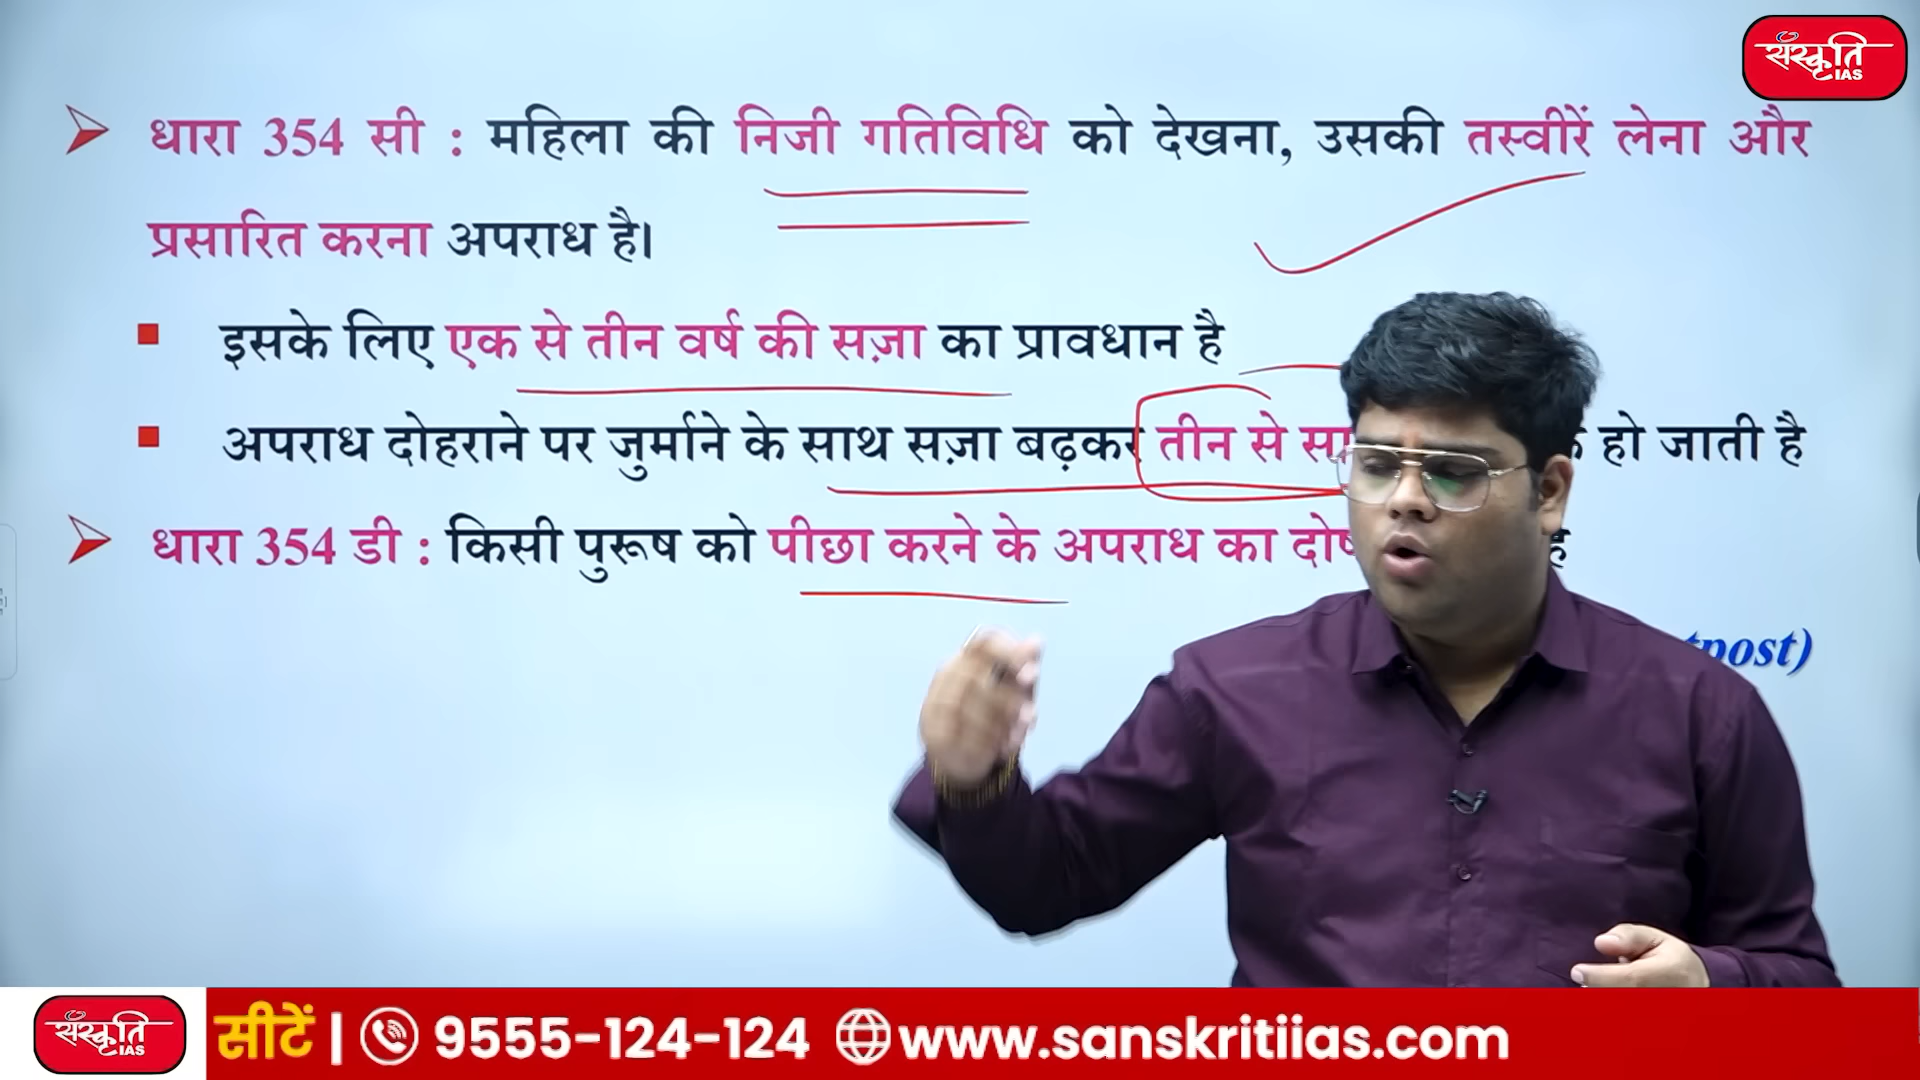 संस्कृति
IAS
धारा 354 सी : महिला की निजी गतिविधि को देखना, उसकी तस्वीरें लेना और
प्रसारित करना अपराध है।
इसके लिए एक से तीन वर्ष की सज़ा का प्रावधान है
अपराध दोहराने पर जुर्माने के साथ सज़ा बढ़कर तीन से हो जाती है
धारा 354 डी : किसी पुरूष को पीछा करने के अपराध का
संस्कृति
IAS
सीटें | 9555-124-124 www.sanskritiias.com